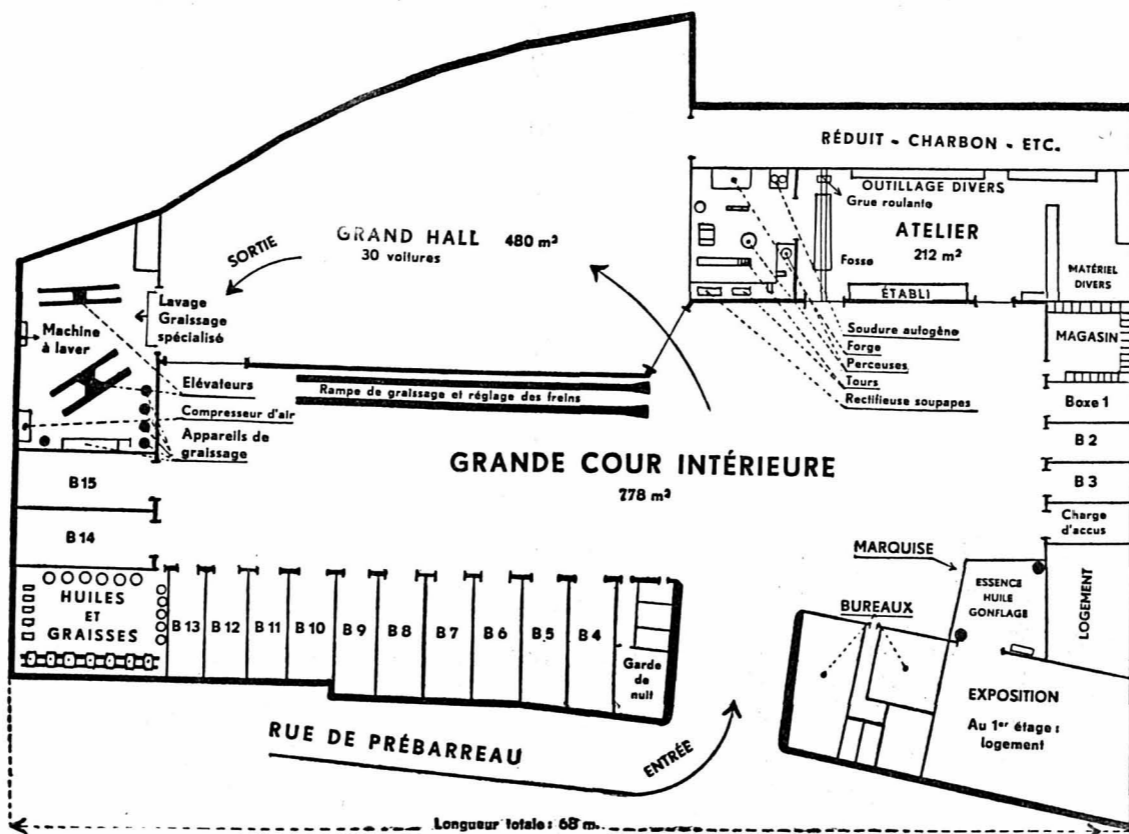 RÉDUIT - CHARBON - ETC.
OUTILLAGE DIVERS
Grue roulante
ATELIER
212 m²
Fosse
ÉTABLI
MATÉRIEL
DIVERS
MAGASIN
GRAND HALL 480 m²
30 voitures
SORTIE
Lavage
Graissage
spécialisé
Machine
à laver
Elévateurs
Compresseur d'air
Appareils de
graissage
Rampe de graissage et réglage des freins
Soudure autogène
Forge
Perceuses
Tours
Rectifieuse soupapes
Boxe 1
B 2
B 3
Charge
d'accus
GRANDE COUR INTÉRIEURE
778 m²
B 15
B 14
HUILES
ET
GRAISSES
B 13
B 12
B 11
B 10
B 9
B 8
B 7
B 6
B 5
B 4
Garde
de
nuit
MARQUISE
BUREAUX
ESSENCE
HUILE
GONFLAGE
LOGEMENT
EXPOSITION
Au 1er étage :
logement
RUE DE PRÉBARREAU
ENTRÉE
Longueur totale : 68 m.